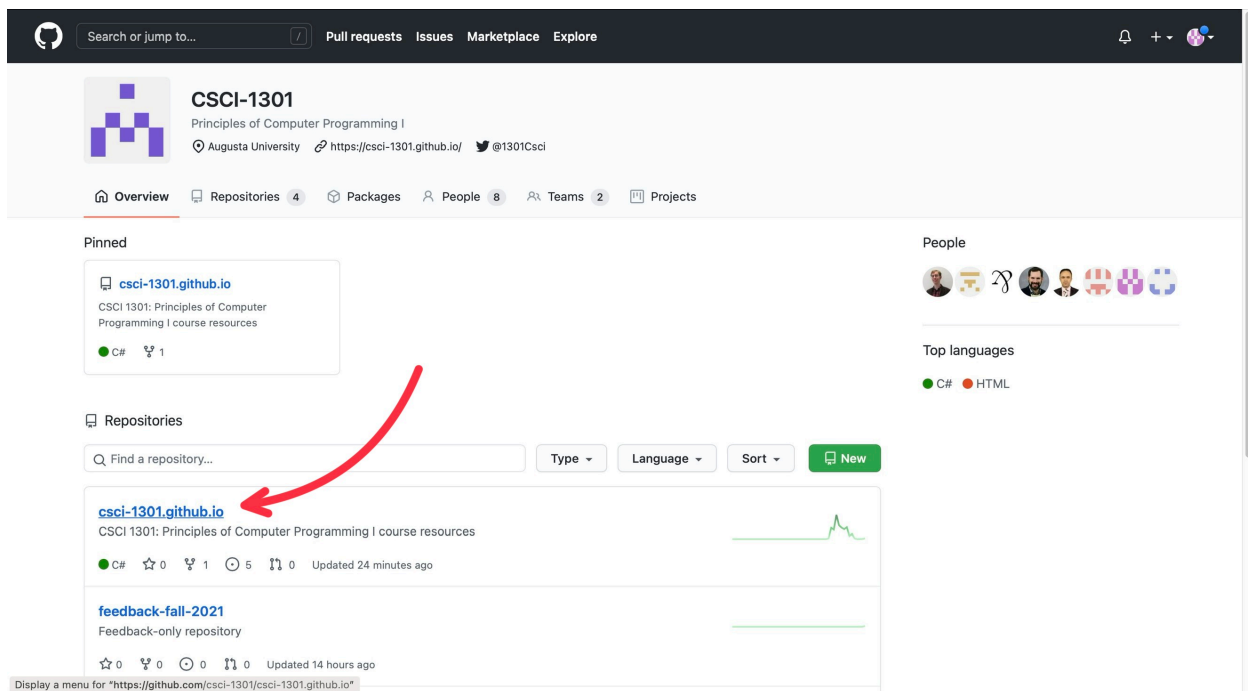 Search or jump to... / Pull requests Issues Marketplace Explore
CSCI-1301
Principles of Computer Programming I
Augusta University https://csci-1301.github.io/ @1301Csci
Overview Repositories 4 Packages People 8 Teams 2 Projects
Pinned
csci-1301.github.io
CSCI 1301: Principles of Computer
Programming I course resources
C# 1
People
Top languages
C# HTML
Repositories
Find a repository... Type Language Sort New
csci-1301.github.io
CSCI 1301: Principles of Computer Programming I course resources
C# 0 1 5 0 Updated 24 minutes ago
feedback-fall-2021
Feedback-only repository
0 0 0 0 Updated 14 hours ago
Display a menu for "https://github.com/csci-1301/csci-1301.github.io"